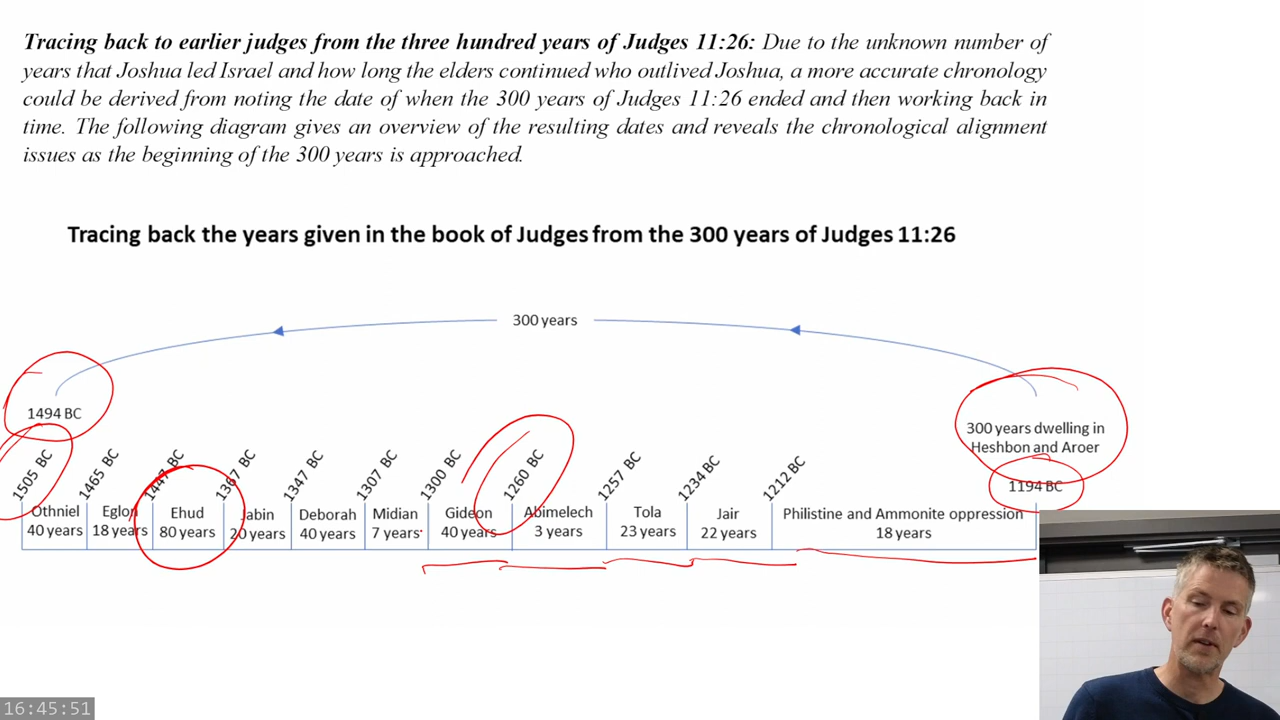 Tracing back to earlier judges from the three hundred years of Judges 11:26: Due to the unknown number of
years that Joshua led Israel and how long the elders continued who outlived Joshua, a more accurate chronology
could be derived from noting the date of when the 300 years of Judges 11:26 ended and then working back in
time. The following diagram gives an overview of the resulting dates and reveals the chronological alignment
issues as the beginning of the 300 years is approached.
Tracing back the years given in the book of Judges from the 300 years of Judges 11:26
300 years
1494 BC
300 years dwelling in
Heshbon and Aroer
1194 BC
1505 BC
1465 BC
1447 BC
1367 BC
1347 BC
1307 BC
1300 BC
1260 BC
1257 BC
1234 BC
1212 BC
Othniel
40 years
Eglon
18 years
Ehud
80 years
Jabin
20 years
Deborah
40 years
Midian
7 years
Gideon
40 years
Abimelech
3 years
Tola
23 years
Jair
22 years
Philistine and Ammonite oppression
18 years
16:45:51